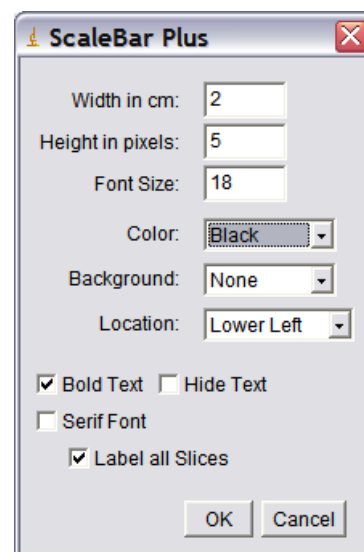 ScaleBar Plus
Width in cm: 2
Height in pixels: 5
Font Size: 18
Color: Black
Background: None
Location: Lower Left
Bold Text Hide Text
Serif Font
Label all Slices
OK Cancel